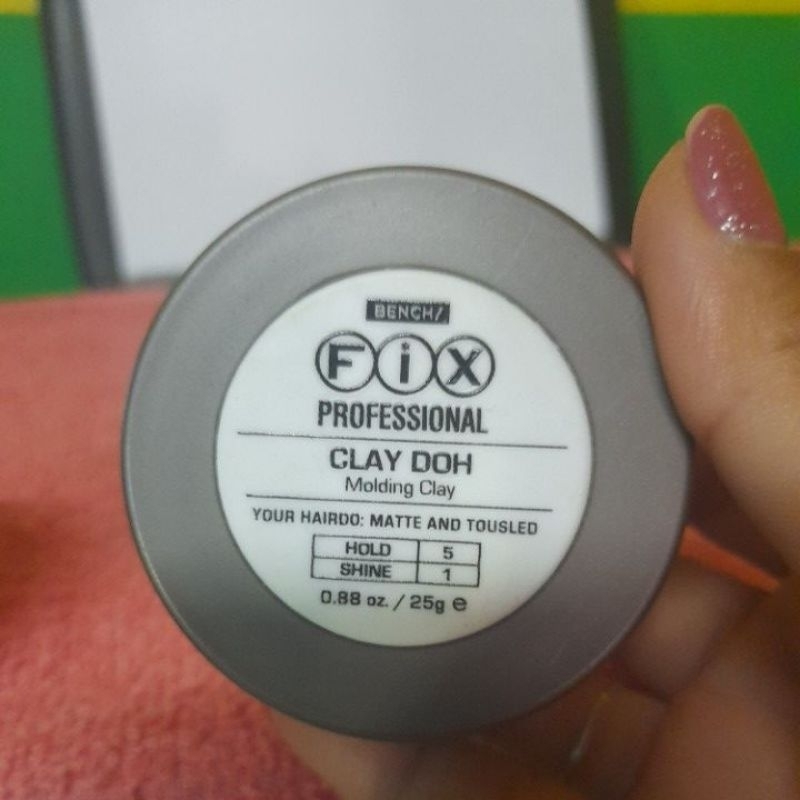 BENCH/
FiX
PROFESSIONAL
CLAY DOH
Molding Clay
YOUR HAIRDO: MATTE AND TOUSLED
HOLD 5
SHINE 1
0.88 oz. / 25g ℮